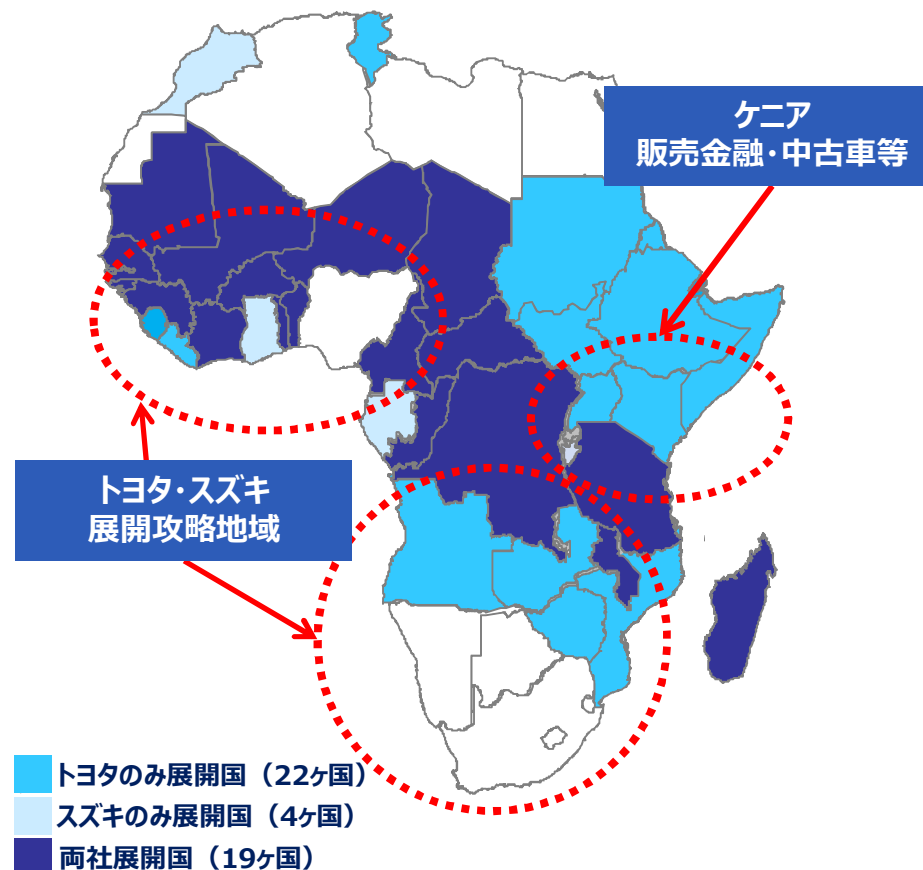 ケニア
販売金融・中古車等
トヨタ・スズキ
展開攻略地域
トヨタのみ展開国（22ヶ国）
スズキのみ展開国（4ヶ国）
両社展開国（19ヶ国）